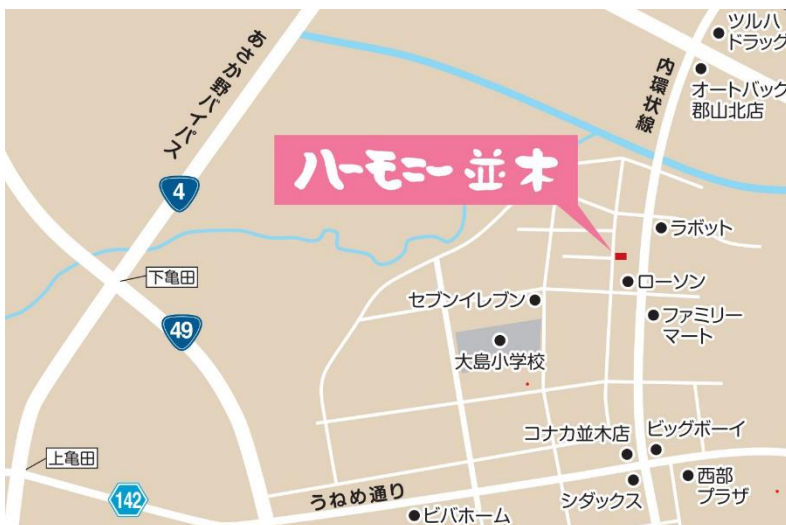 ツルハ
ドラッグ
あさか野バイパス
内環状線
オートバック
郡山北店
ハーモニー並木
4
ラボット
下亀田
ローソン
セブンイレブン
49
ファミリー
マート
大島小学校
コナカ並木店
ビッグボーイ
上亀田
142
うねめ通り
シダックス
西部
プラザ
ビバホーム